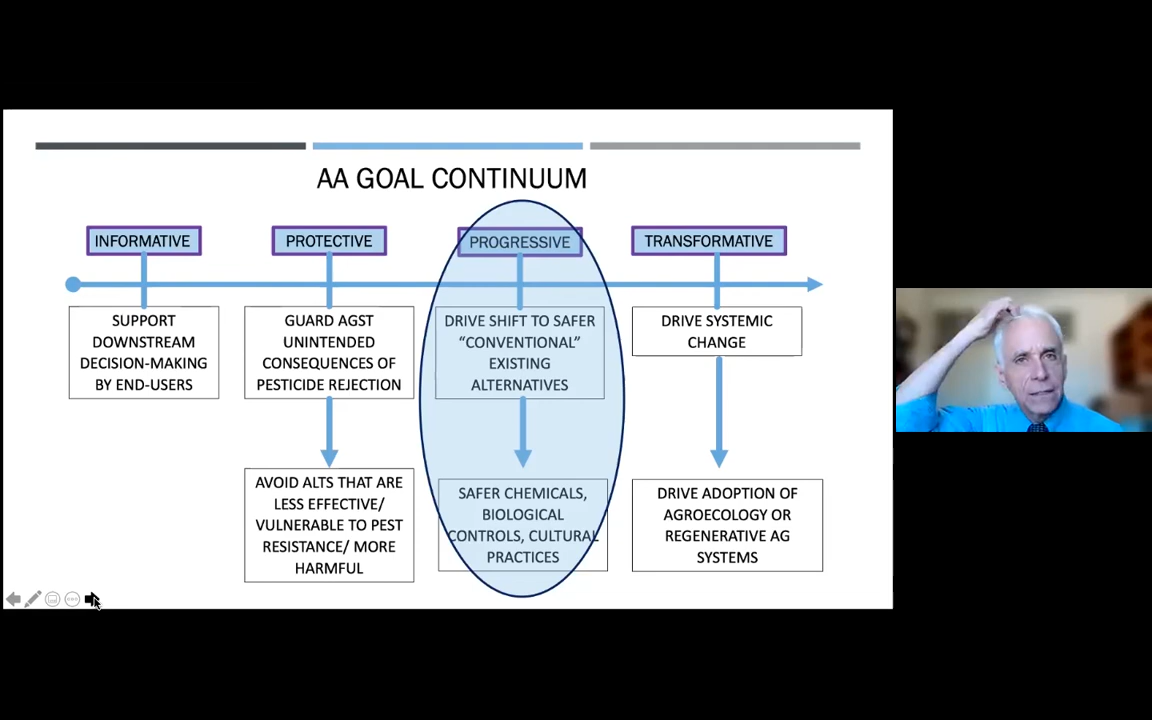 AA GOAL CONTINUUM
INFORMATIVE
PROTECTIVE
PROGRESSIVE
TRANSFORMATIVE
SUPPORT
DOWNSTREAM
DECISION-MAKING
BY END-USERS
GUARD AGST
UNINTENDED
CONSEQUENCES OF
PESTICIDE REJECTION
DRIVE SHIFT TO SAFER
“CONVENTIONAL”
EXISTING
ALTERNATIVES
DRIVE SYSTEMIC
CHANGE
AVOID ALTS THAT ARE
LESS EFFECTIVE/
VULNERABLE TO PEST
RESISTANCE/ MORE
HARMFUL
SAFER CHEMICALS,
BIOLOGICAL
CONTROLS, CULTURAL
PRACTICES
DRIVE ADOPTION OF
AGROECOLOGY OR
REGENERATIVE AG
SYSTEMS